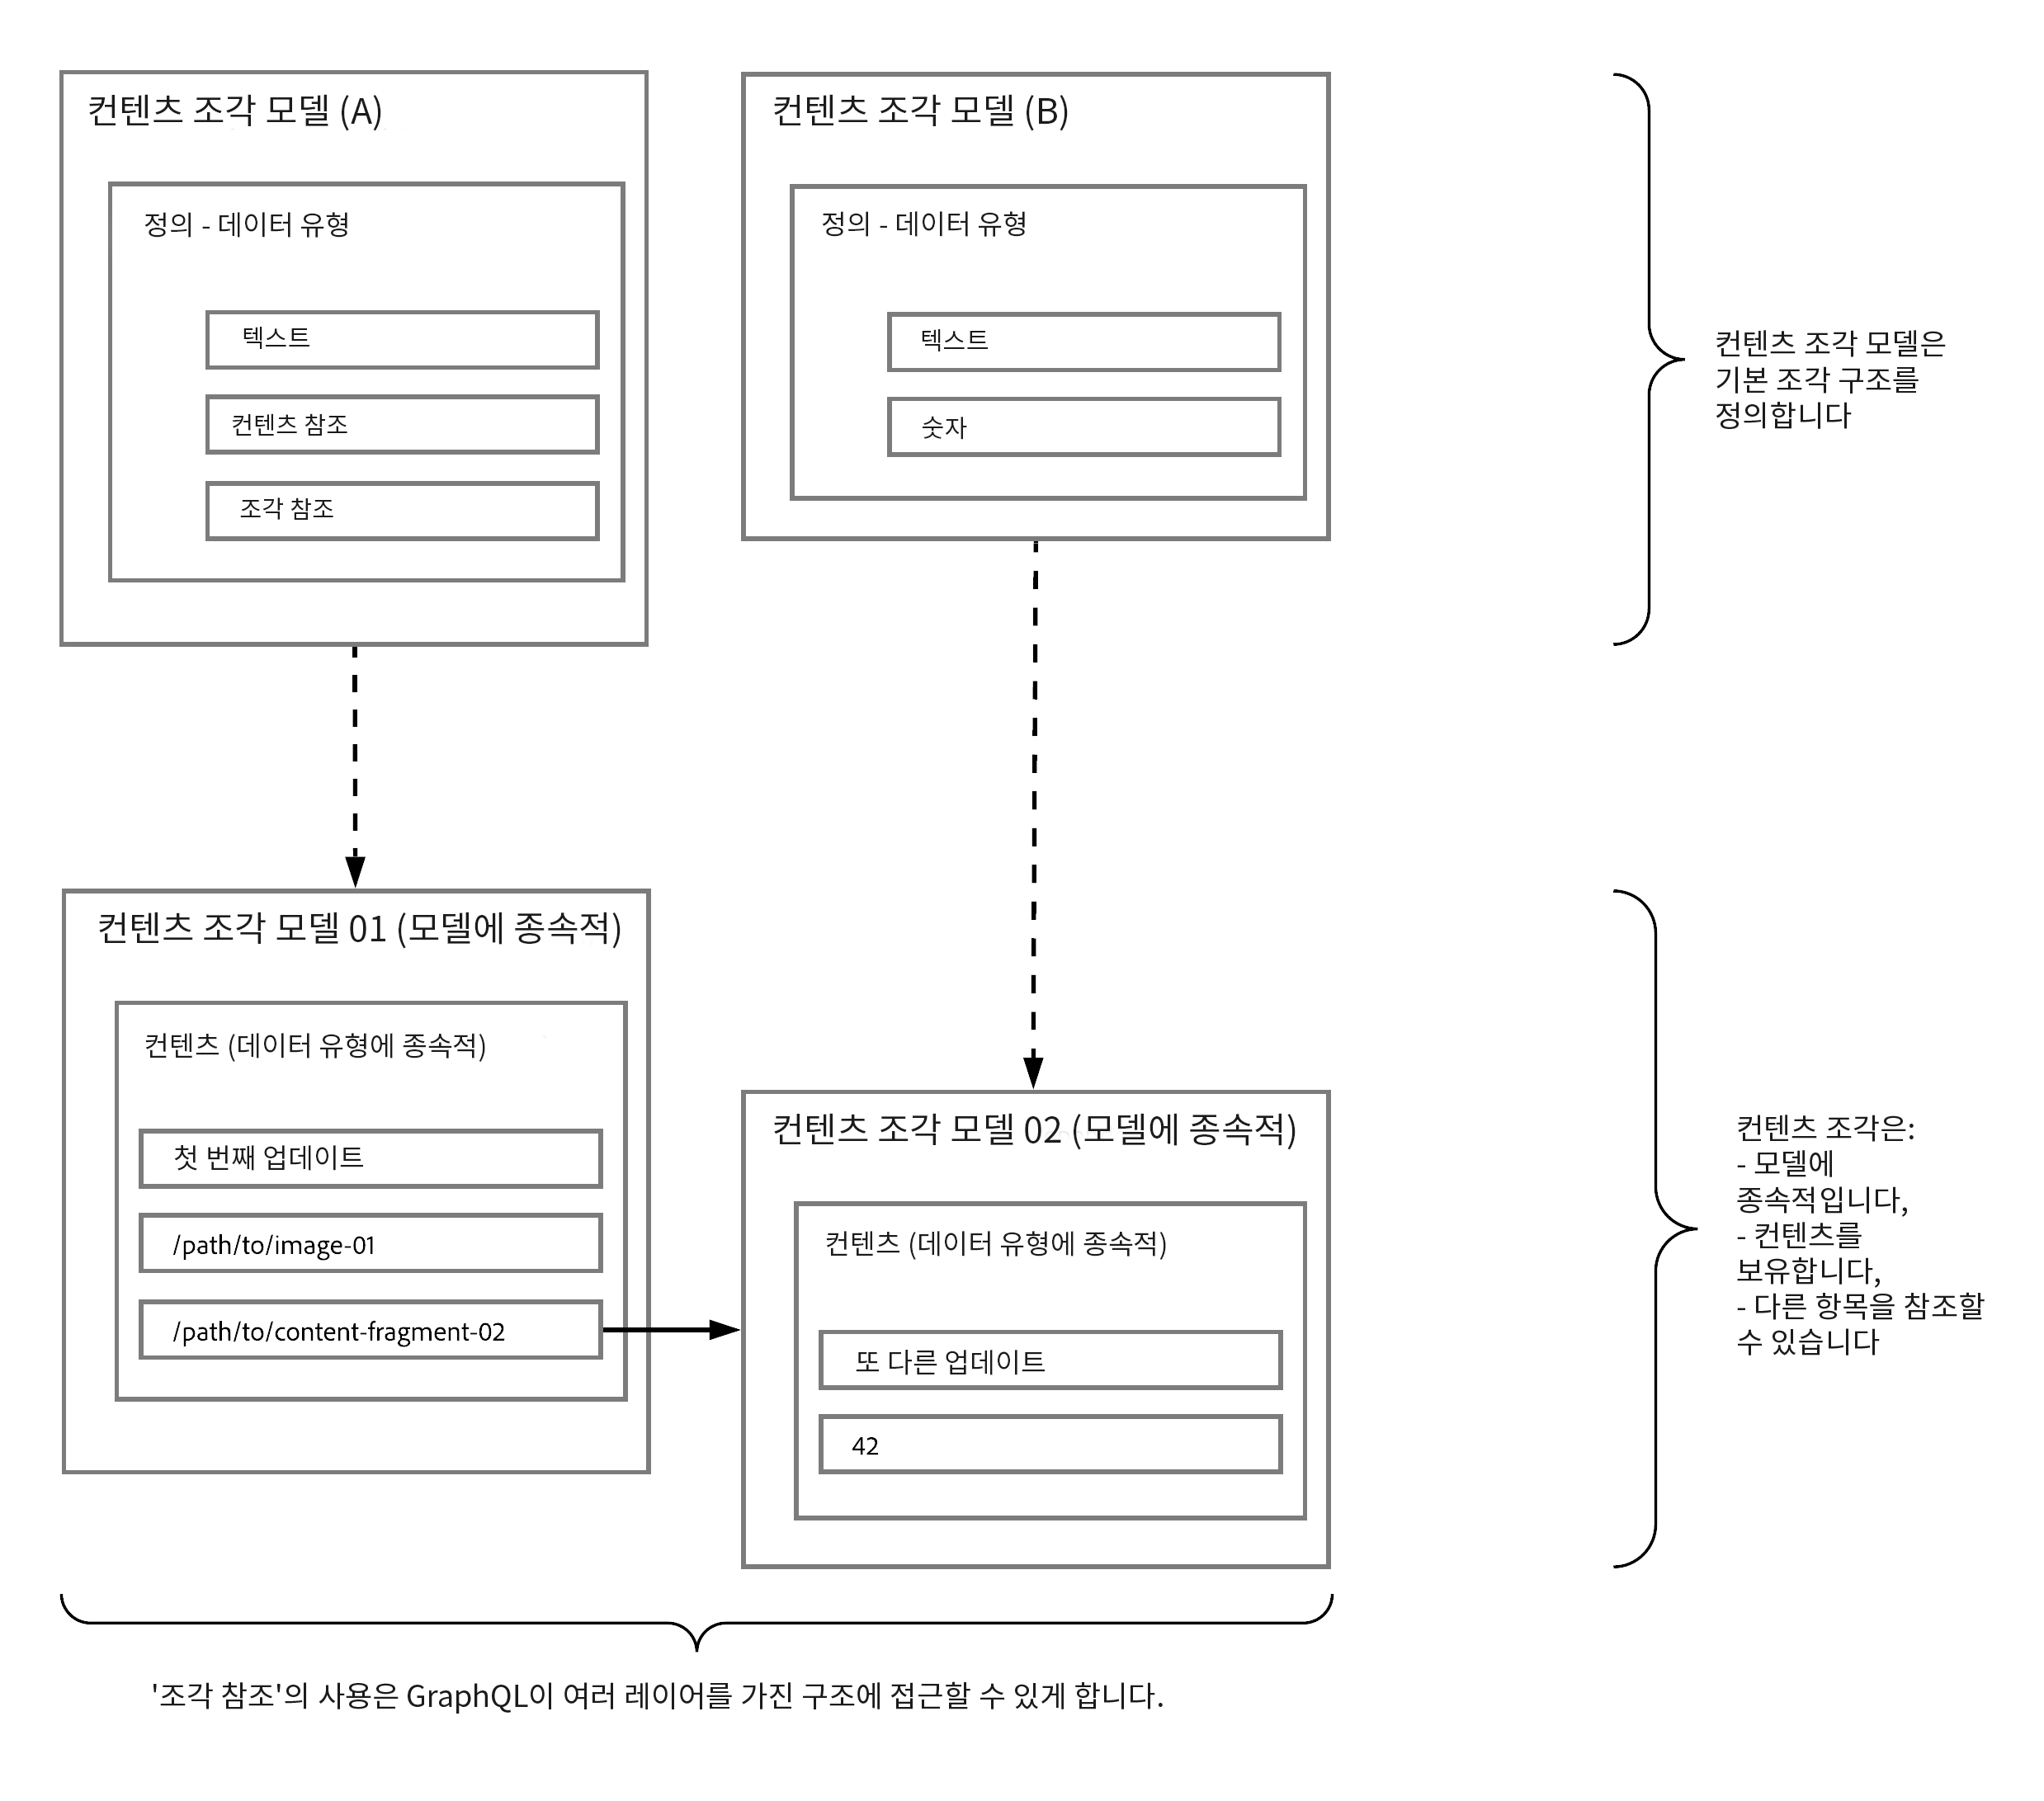 컨텐츠 조각 모델 (A)
정의 - 데이터 유형
텍스트
컨텐츠 참조
조각 참조
컨텐츠 조각 모델 (B)
정의 - 데이터 유형
텍스트
숫자
컨텐츠 조각 모델은
기본 조각 구조를
정의합니다
컨텐츠 조각 모델 01 (모델에 종속적)
컨텐츠 (데이터 유형에 종속적)
첫 번째 업데이트
/path/to/image-01
/path/to/content-fragment-02
컨텐츠 조각 모델 02 (모델에 종속적)
컨텐츠 (데이터 유형에 종속적)
또 다른 업데이트
42
컨텐츠 조각은:
- 모델에
종속적입니다,
- 컨텐츠를
보유합니다,
- 다른 항목을 참조할
수 있습니다
'조각 참조'의 사용은 GraphQL이 여러 레이어를 가진 구조에 접근할 수 있게 합니다.